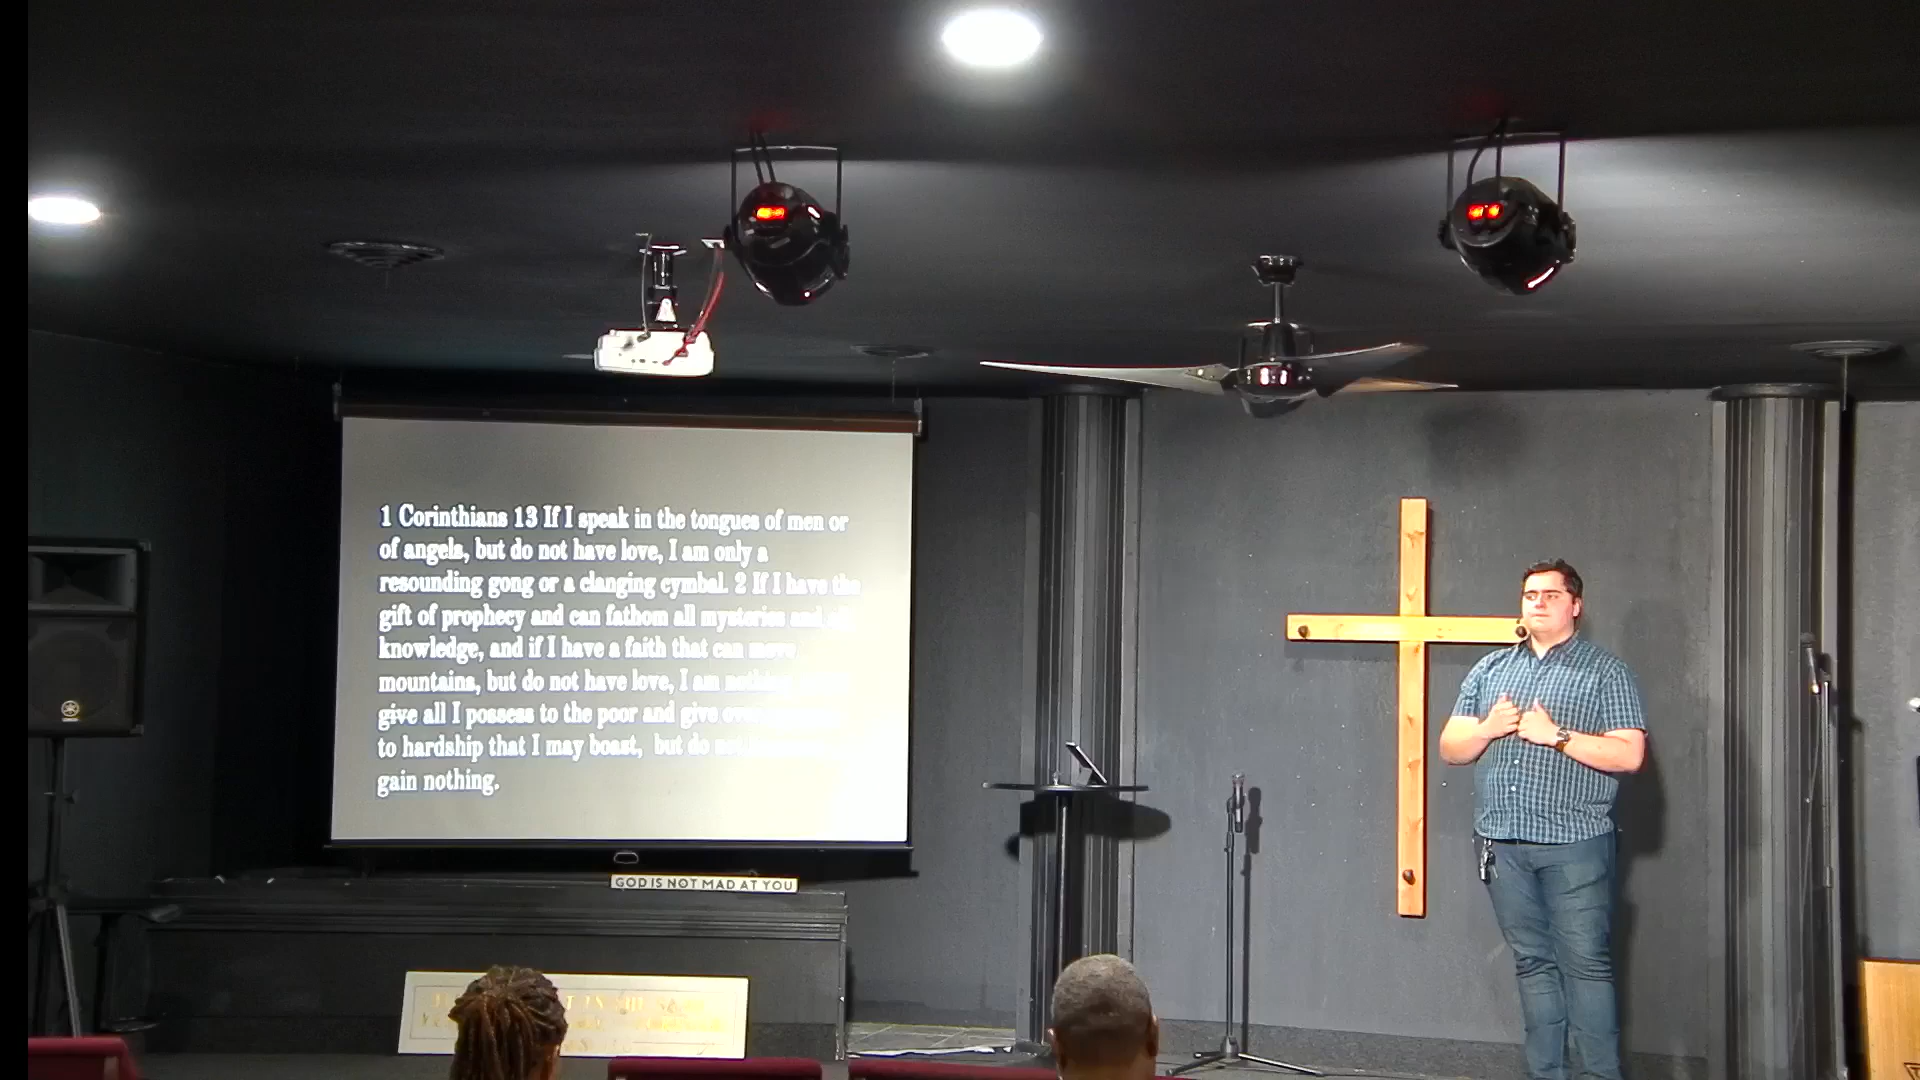 1 Corinthians 13 If I speak in the tongues of men or
of angels, but do not have love, I am only a
resounding gong or a clanging cymbal. 2 If I have the
gift of prophecy and can fathom all mysteries and all
knowledge, and if I have a faith that can move
mountains, but do not have love, I am nothing
give all I possess to the poor and give over
to hardship that I may boast, but do not
gain nothing.
GOD IS NOT MAD AT YOU